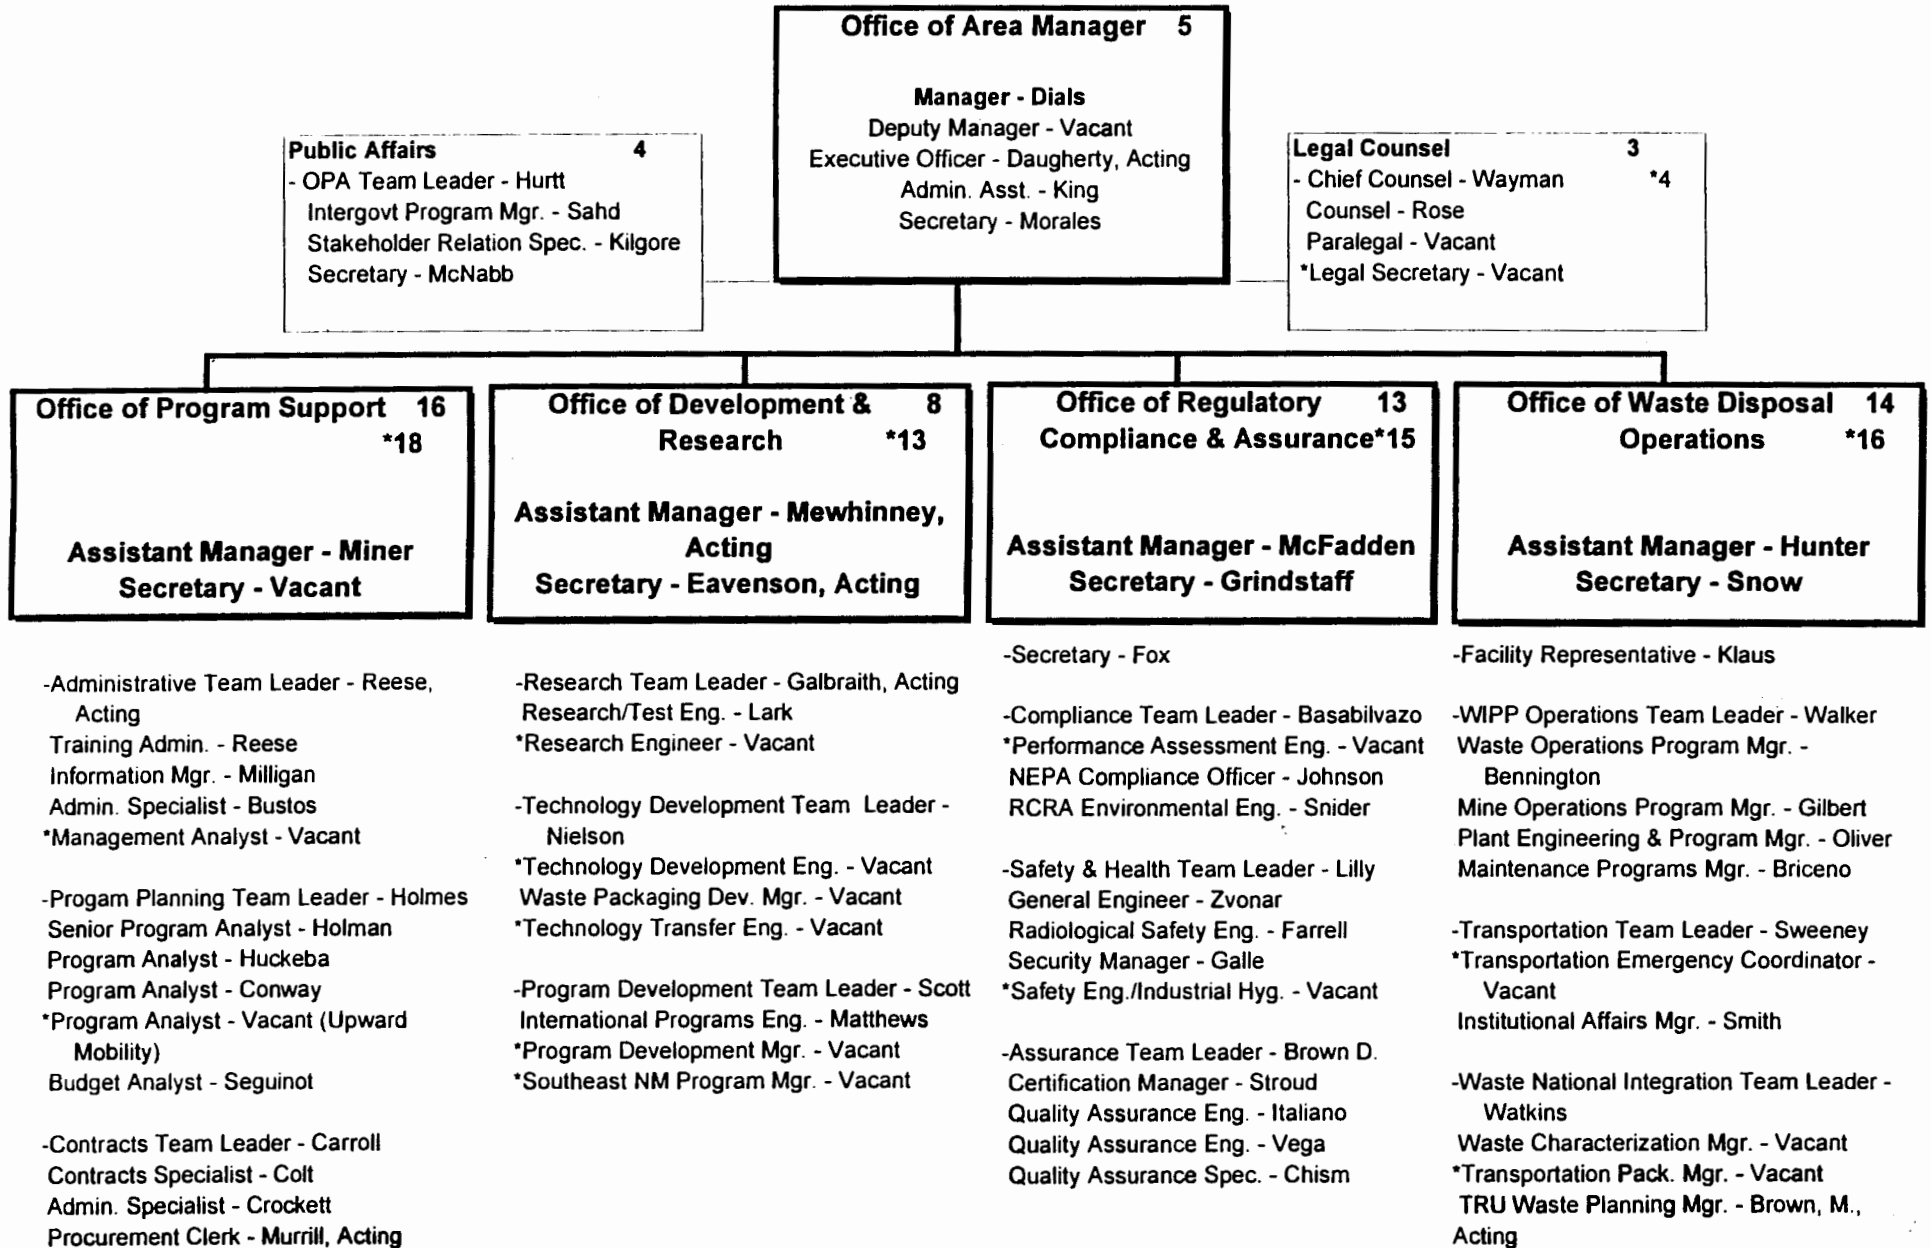 Office of Area Manager 5
Manager - Dials
Deputy Manager - Vacant
Executive Officer - Daugherty, Acting
Admin. Asst. - King
Secretary - Morales
Public Affairs 4
- OPA Team Leader - Hurtt
Intergovt Program Mgr. - Sahd
Stakeholder Relation Spec. - Kilgore
Secretary - McNabb
Legal Counsel 3
- Chief Counsel - Wayman *4
Counsel - Rose
Paralegal - Vacant
*Legal Secretary - Vacant
Office of Program Support 16
*18
Assistant Manager - Miner
Secretary - Vacant
-Administrative Team Leader - Reese,
Acting
Training Admin. - Reese
Information Mgr. - Milligan
Admin. Specialist - Bustos
*Management Analyst - Vacant
-Progam Planning Team Leader - Holmes
Senior Program Analyst - Holman
Program Analyst - Huckeba
Program Analyst - Conway
*Program Analyst - Vacant (Upward
Mobility)
Budget Analyst - Seguinot
-Contracts Team Leader - Carroll
Contracts Specialist - Colt
Admin. Specialist - Crockett
Procurement Clerk - Murrill, Acting
Office of Development & 8
Research *13
Assistant Manager - Mewhinney,
Acting
Secretary - Eavenson, Acting
-Research Team Leader - Galbraith, Acting
Research/Test Eng. - Lark
*Research Engineer - Vacant
-Technology Development Team Leader -
Nielson
*Technology Development Eng. - Vacant
Waste Packaging Dev. Mgr. - Vacant
*Technology Transfer Eng. - Vacant
-Program Development Team Leader - Scott
International Programs Eng. - Matthews
*Program Development Mgr. - Vacant
*Southeast NM Program Mgr. - Vacant
Office of Regulatory 13
Compliance & Assurance*15
Assistant Manager - McFadden
Secretary - Grindstaff
-Secretary - Fox
-Compliance Team Leader - Basabilvazo
*Performance Assessment Eng. - Vacant
NEPA Compliance Officer - Johnson
RCRA Environmental Eng. - Snider
-Safety & Health Team Leader - Lilly
General Engineer - Zvonar
Radiological Safety Eng. - Farrell
Security Manager - Galle
*Safety Eng./Industrial Hyg. - Vacant
-Assurance Team Leader - Brown D.
Certification Manager - Stroud
Quality Assurance Eng. - Italiano
Quality Assurance Eng. - Vega
Quality Assurance Spec. - Chism
Office of Waste Disposal 14
Operations *16
Assistant Manager - Hunter
Secretary - Snow
-Facility Representative - Klaus
-WIPP Operations Team Leader - Walker
Waste Operations Program Mgr. -
Bennington
Mine Operations Program Mgr. - Gilbert
Plant Engineering & Program Mgr. - Oliver
Maintenance Programs Mgr. - Briceno
-Transportation Team Leader - Sweeney
*Transportation Emergency Coordinator -
Vacant
Institutional Affairs Mgr. - Smith
-Waste National Integration Team Leader -
Watkins
Waste Characterization Mgr. - Vacant
*Transportation Pack. Mgr. - Vacant
TRU Waste Planning Mgr. - Brown, M.,
Acting